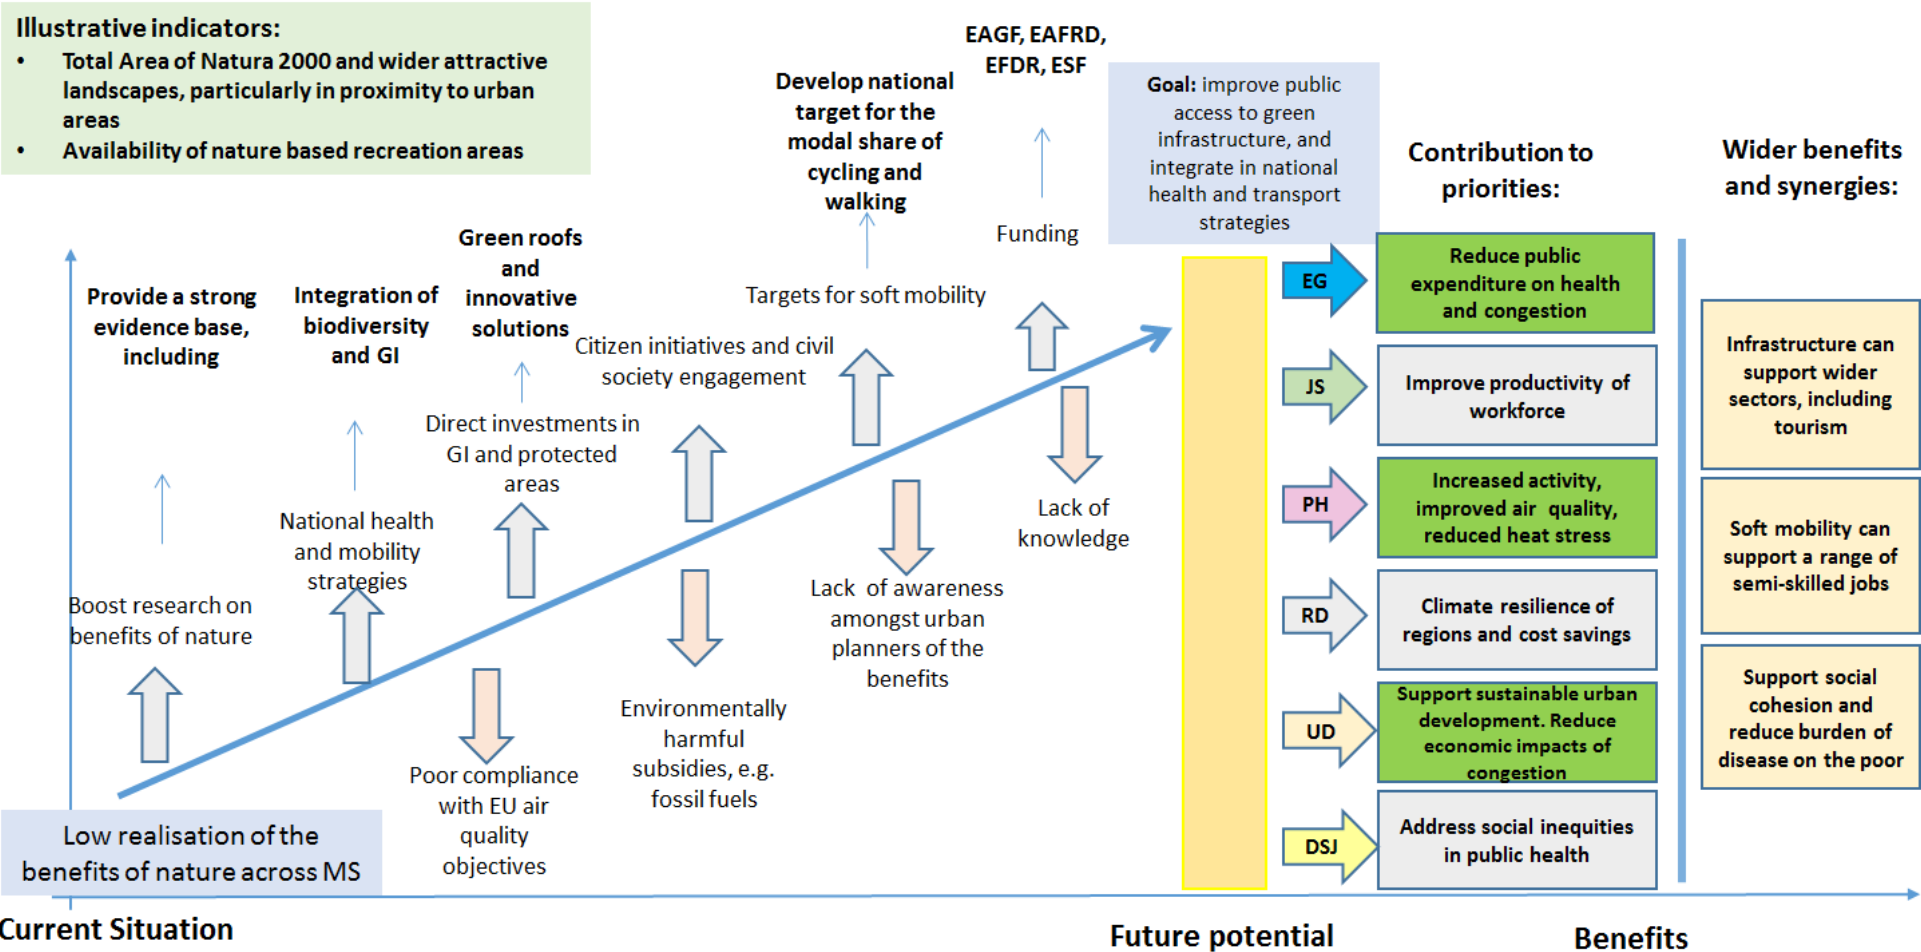 Illustrative indicators:
• Total Area of Natura 2000 and wider attractive
landscapes, particularly in proximity to urban
areas
• Availability of nature based recreation areas
Provide a strong
evidence base,
including
Boost research on
benefits of nature
Integration of
biodiversity
and GI
National health
and mobility
strategies
Green roofs
and
innovative
solutions
Direct investments in
GI and protected
areas
Citizen initiatives and civil
society engagement
Develop national
target for the
modal share of
cycling and
walking
Targets for soft mobility
EAGF, EAFRD,
EFDR, ESF
Funding
Goal: improve public
access to green
infrastructure, and
integrate in national
health and transport
strategies
Poor compliance
with EU air
quality
objectives
Environmentally
harmful
subsidies, e.g.
fossil fuels
Lack of awareness
amongst urban
planners of the
benefits
Lack of
knowledge
Low realisation of the
benefits of nature across MS
Contribution to
priorities:
EG
Reduce public
expenditure on health
and congestion
JS
Improve productivity of
workforce
PH
Increased activity,
improved air quality,
reduced heat stress
RD
Climate resilience of
regions and cost savings
UD
Support sustainable urban
development. Reduce
economic impacts of
congestion
DSJ
Address social inequities
in public health
Wider benefits
and synergies:
Infrastructure can
support wider
sectors, including
tourism
Soft mobility can
support a range of
semi-skilled jobs
Support social
cohesion and
reduce burden of
disease on the poor
Current Situation
Future potential
Benefits